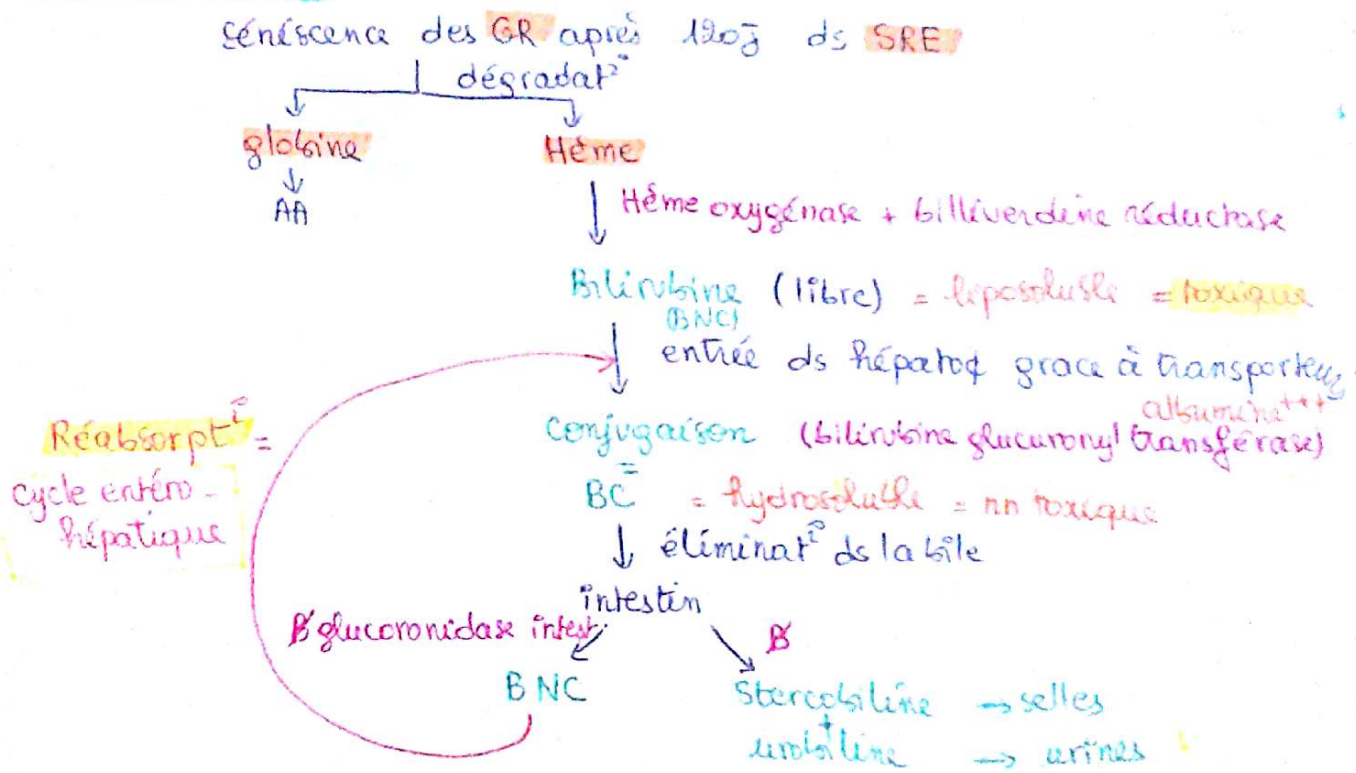 sénéscence des GR après 120j ds SRE
dégradat°
globine Hème
AA
Hème oxygénase + billiverdine réductase
Bilirubine (libre) = liposoluble = toxique
(BNC)
entrée ds hépatoȼ grace à transporteurs
albumine+++
Réabsorpt° =
cycle entéro-
hépatique
conjugaison (bilirubine glucuronyl transférase)
=
BC = hydrosoluble = nn toxique
éliminat° ds la bile
intestin
β glucoronidase intest.
BNC
Stercobiline → selles
+
urobiline → urines